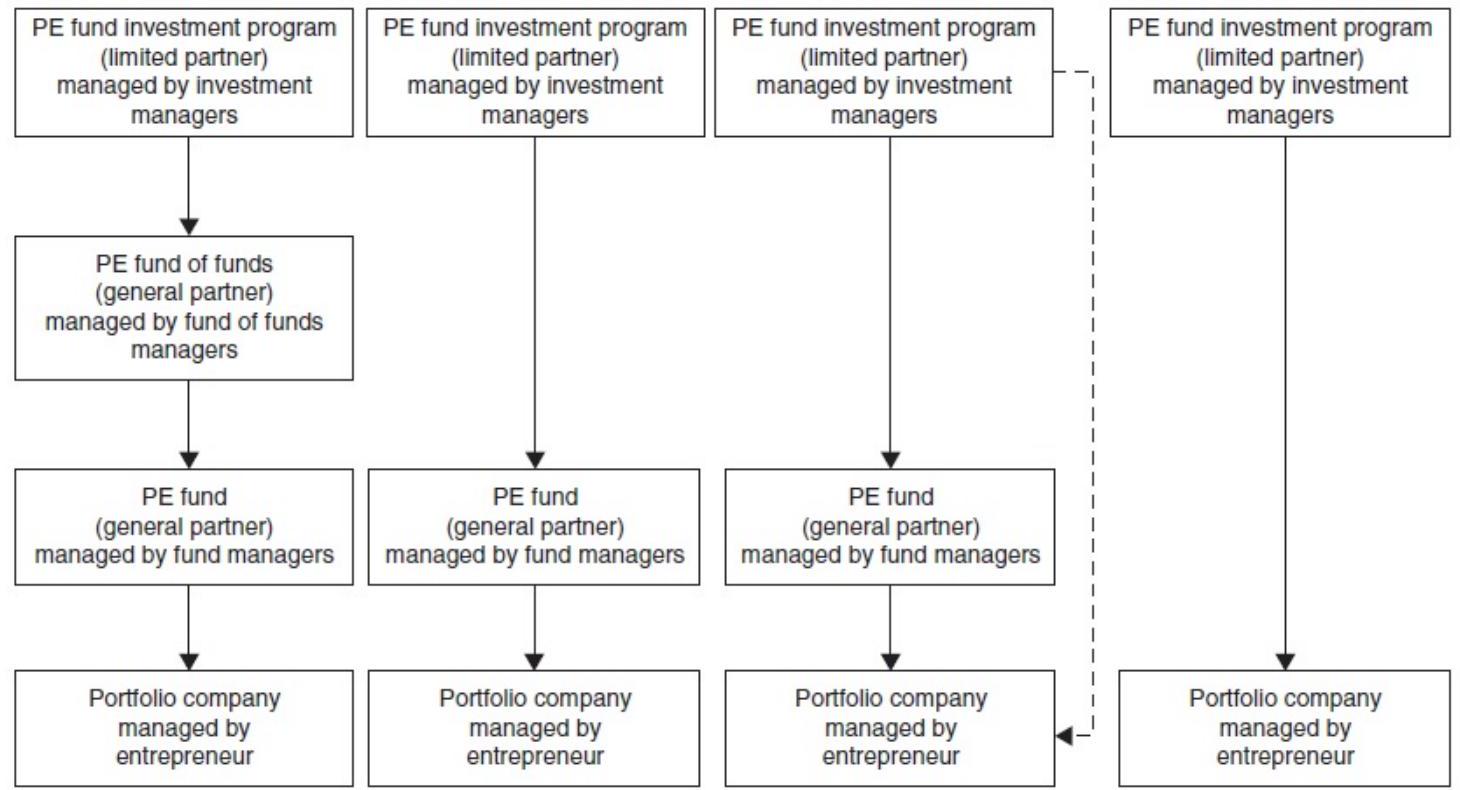 PE fund investment program
(limited partner)
managed by investment
managers
PE fund investment program
(limited partner)
managed by investment
managers
PE fund investment program
(limited partner)
managed by investment
managers
PE fund investment program
(limited partner)
managed by investment
managers
PE fund of funds
(general partner)
managed by fund of funds
managers
PE fund
(general partner)
managed by fund managers
PE fund
(general partner)
managed by fund managers
PE fund
(general partner)
managed by fund managers
Portfolio company
managed by
entrepreneur
Portfolio company
managed by
entrepreneur
Portfolio company
managed by
entrepreneur
Portfolio company
managed by
entrepreneur